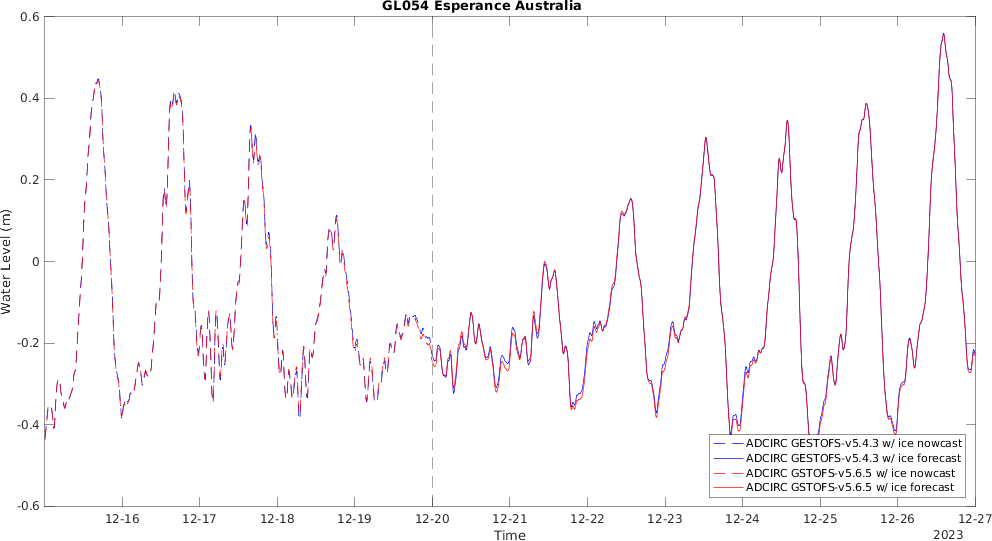 GL054 Esperance Australia
0.6
0.4
0.2
0
-0.2
-0.4
-0.6
Water Level (m)
12-16
12-17
12-18
12-19
12-20
12-21
12-22
12-23
12-24
12-25
12-26
12-27
Time
2023
ADCIRC GESTOFS-v5.4.3 w/ ice nowcast
ADCIRC GESTOFS-v5.4.3 w/ ice forecast
ADCIRC GSTOFS-v5.6.5 w/ ice nowcast
ADCIRC GSTOFS-v5.6.5 w/ ice forecast